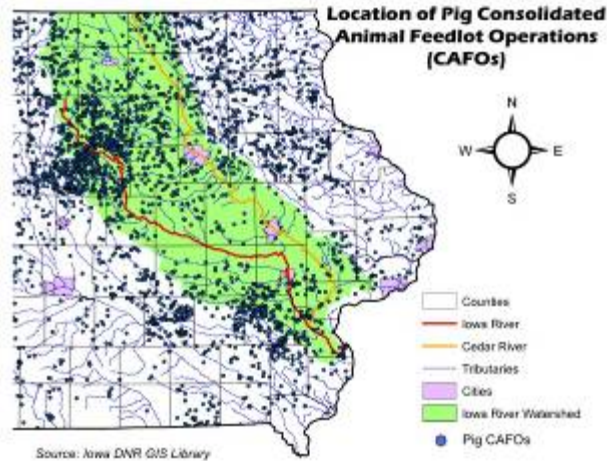 Location of Pig Consolidated
Animal Feedlot Operations
(CAFOs)
N
W
E
S
Counties
Iowa River
Cedar River
Tributaries
Cities
Iowa River Watershed
Pig CAFOs
Source: Iowa DNR GIS Library